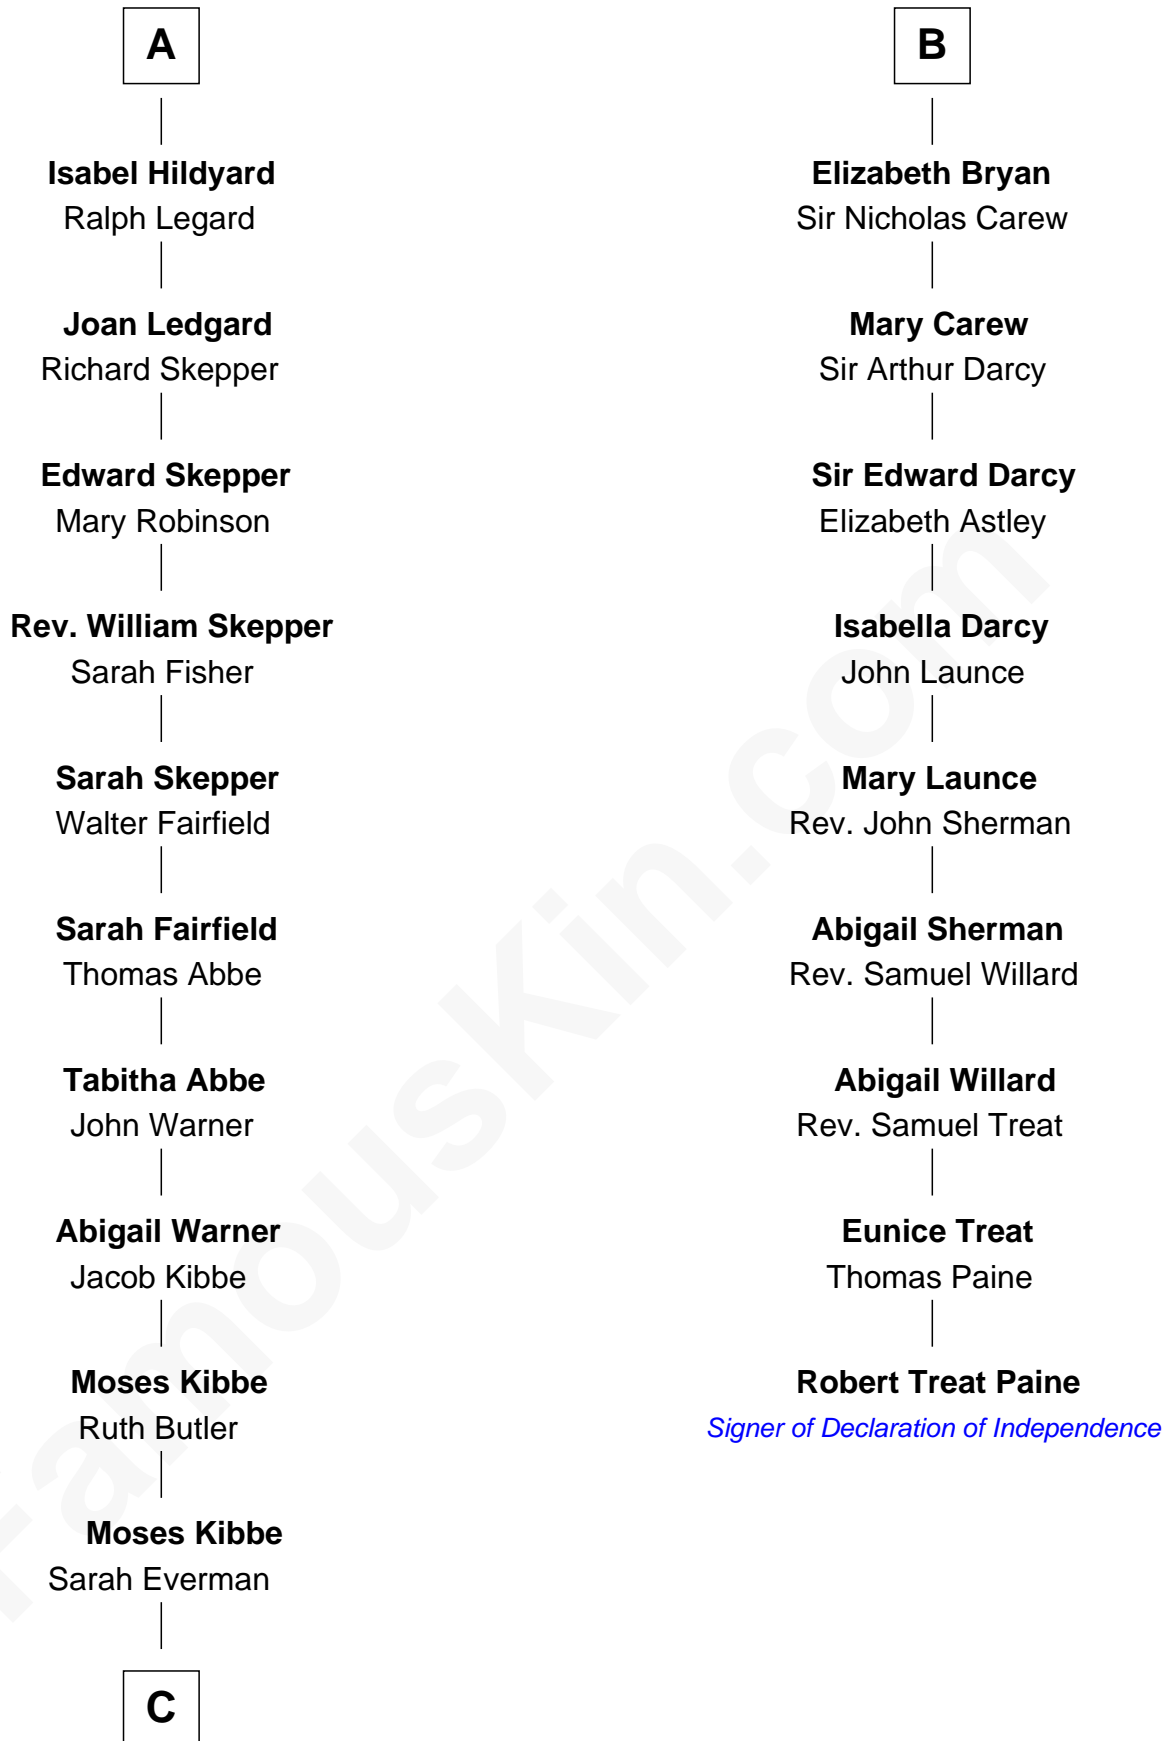 A
Isabel Hildyard
Ralph Legard
Joan Ledgard
Richard Skepper
Edward Skepper
Mary Robinson
Rev. William Skepper
Sarah Fisher
Sarah Skepper
Walter Fairfield
Sarah Fairfield
Thomas Abbe
Tabitha Abbe
John Warner
Abigail Warner
Jacob Kibbe
Moses Kibbe
Ruth Butler
Moses Kibbe
Sarah Everman
C
B
Elizabeth Bryan
Sir Nicholas Carew
Mary Carew
Sir Arthur Darcy
Sir Edward Darcy
Elizabeth Astley
Isabella Darcy
John Launce
Mary Launce
Rev. John Sherman
Abigail Sherman
Rev. Samuel Willard
Abigail Willard
Rev. Samuel Treat
Eunice Treat
Thomas Paine
Robert Treat Paine
Signer of Declaration of Independence
FamousKin.com